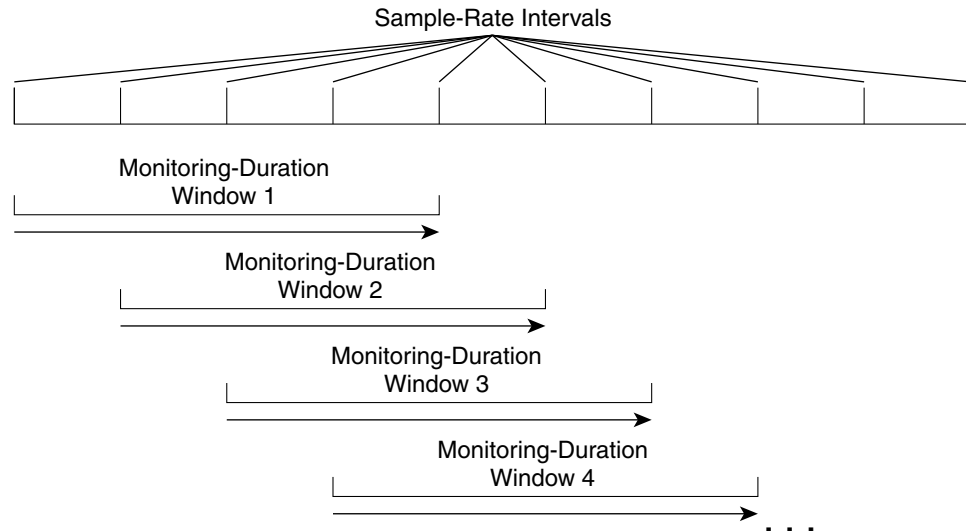 Sample-Rate Intervals
Monitoring-Duration
Window 1
Monitoring-Duration
Window 2
Monitoring-Duration
Window 3
Monitoring-Duration
Window 4
...